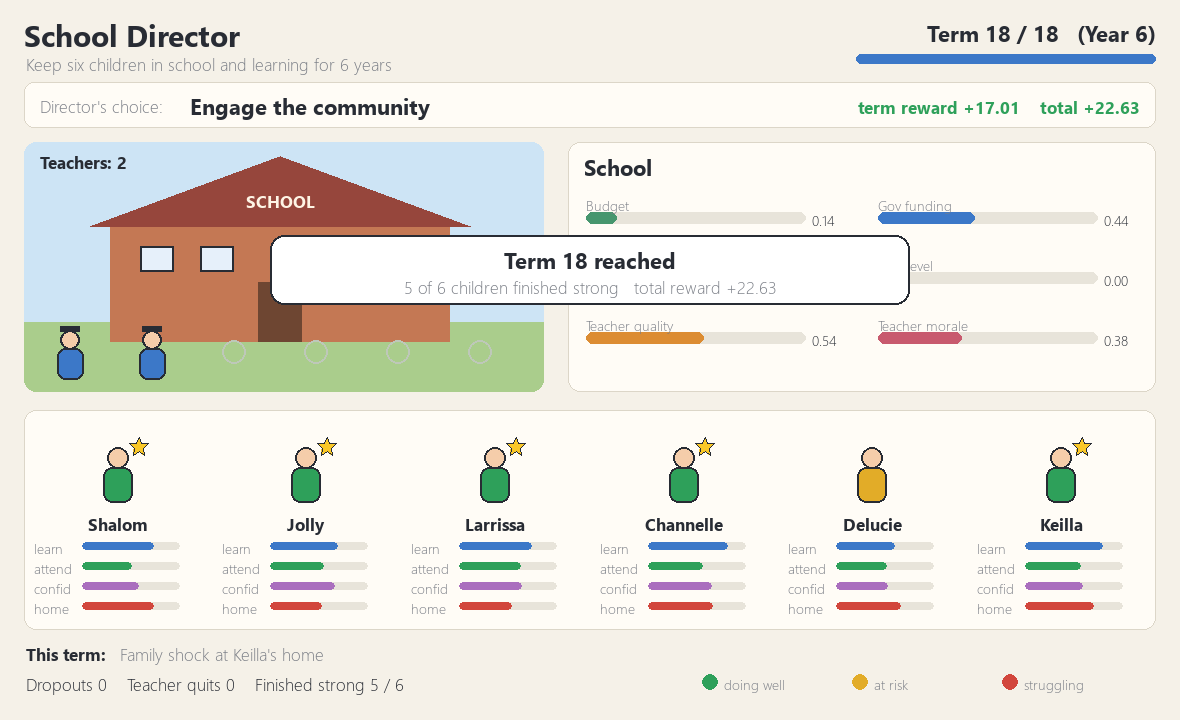 School Director
Term 18 / 18 (Year 6)
Keep six children in school and learning for 6 years
Director's choice: Engage the community
term reward +17.01 total +22.63
Teachers: 2
SCHOOL
School
Budget 0.14
Gov funding 0.44
evel 0.00
Teacher quality 0.54
Teacher morale 0.38
Term 18 reached
5 of 6 children finished strong total reward +22.63
Shalom Jolly Larrissa Channelle Delucie Keilla
learn learn learn learn learn learn
attend attend attend attend attend attend
confid confid confid confid confid confid
home home home home home home
This term: Family shock at Keilla's home
Dropouts 0 Teacher quits 0 Finished strong 5 / 6
doing well at risk struggling